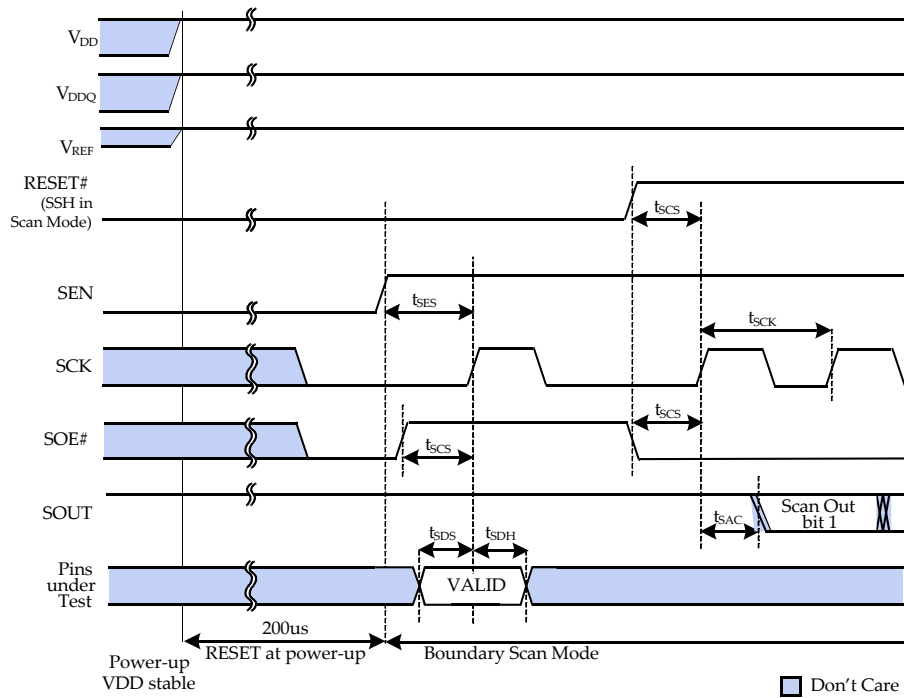 VDD
VDDQ
VREF
RESET#
(SSH in
Scan Mode)
tSCS
SEN
tSES
tSCK
SCK
SOE#
tSCS
tSCS
SOUT
Scan Out
bit 1
tSAC
tSDS
tSDH
Pins
under
Test
VALID
200us
RESET at power-up
Boundary Scan Mode
Power-up
VDD stable
Don't Care